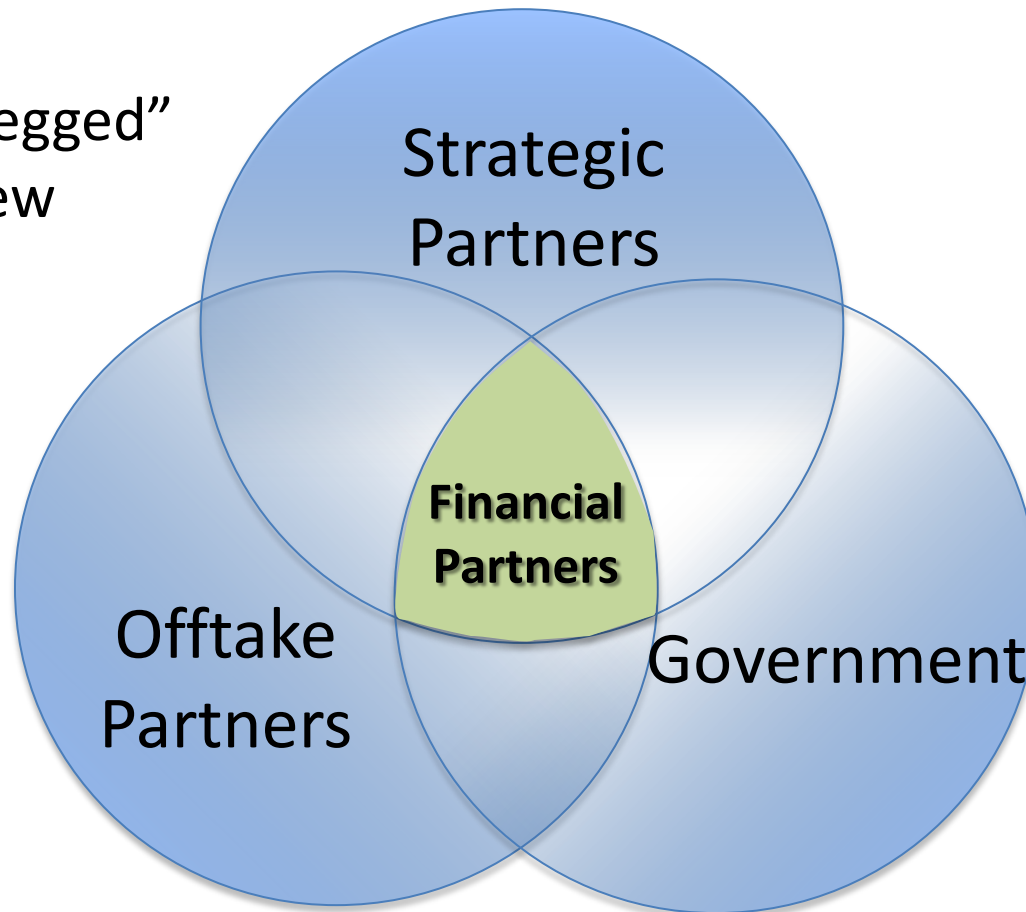 egged”
ew
Strategic
Partners
Financial
Partners
Offtake
Partners
Government